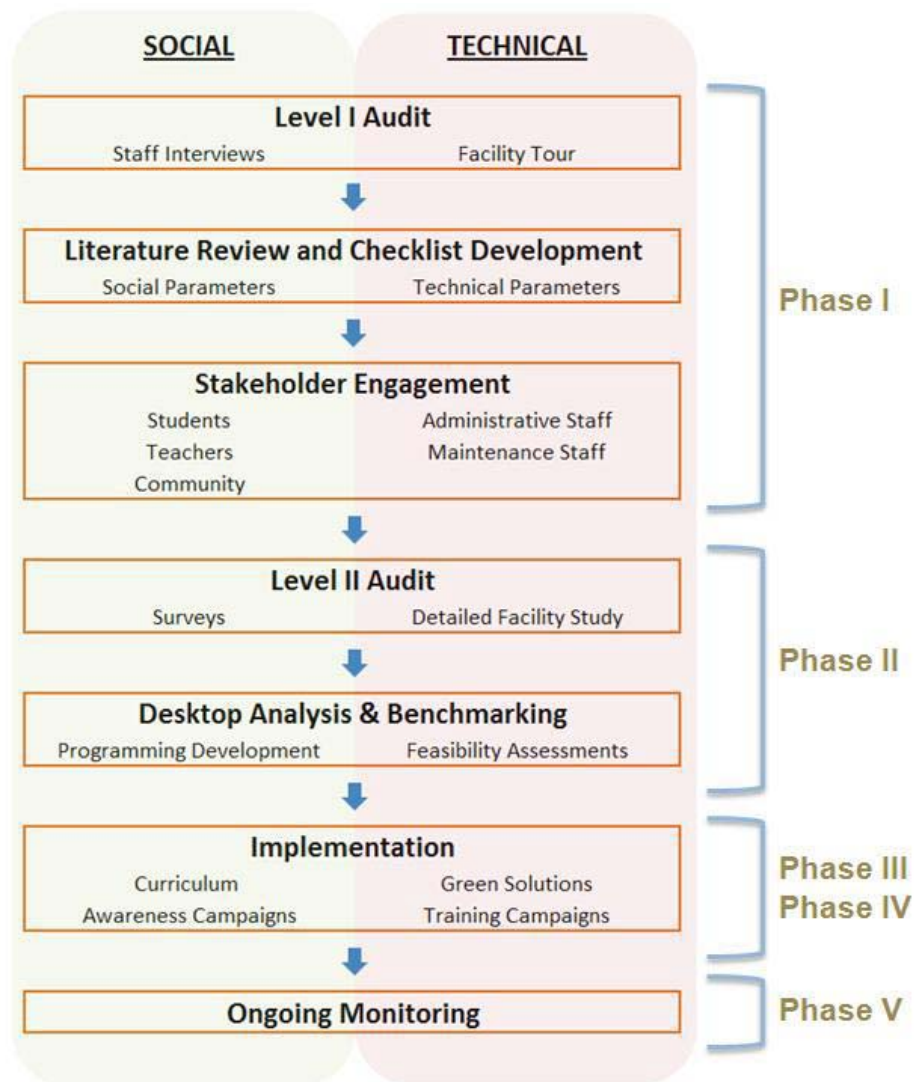 SOCIAL TECHNICAL
Level I Audit
Staff Interviews Facility Tour
Literature Review and Checklist Development
Social Parameters Technical Parameters
Phase I
Stakeholder Engagement
Students Administrative Staff
Teachers Maintenance Staff
Community
Level II Audit
Surveys Detailed Facility Study
Phase II
Desktop Analysis & Benchmarking
Programming Development Feasibility Assessments
Implementation
Curriculum Green Solutions
Awareness Campaigns Training Campaigns
Phase III
Phase IV
Ongoing Monitoring
Phase V